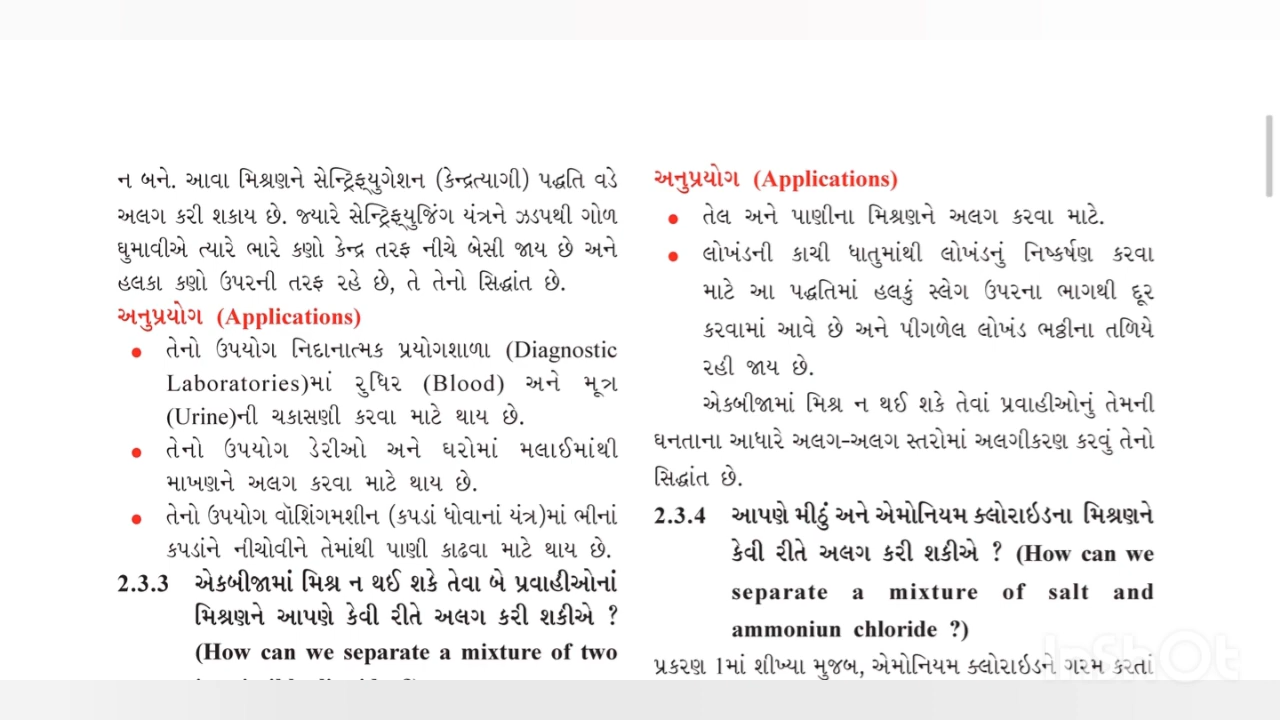 ન બને. આવા મિશ્રણને સેન્ટ્રિફ્યુગેશન (કેન્દ્રત્યાગી) પદ્ધતિ વડે
અલગ કરી શકાય છે. જ્યારે સેન્ટ્રિફ્યુજિંગ યંત્રને ઝડપથી ગોળ
ઘુમાવીએ ત્યારે ભારે કણો કેન્દ્ર તરફ નીચે બેસી જાય છે અને
હલકા કણો ઉપરની તરફ રહે છે, તે તેનો સિદ્ધાંત છે.
અનુપ્રયોગ (Applications)
• તેનો ઉપયોગ નિદાનાત્મક પ્રયોગશાળા (Diagnostic
Laboratories)માં રુધિર (Blood) અને મૂત્ર
(Urine)ની ચકાસણી કરવા માટે થાય છે.
• તેનો ઉપયોગ ડેરીઓ અને ઘરોમાં મલાઈમાંથી
માખણને અલગ કરવા માટે થાય છે.
• તેનો ઉપયોગ વૉશિંગમશીન (કપડાં ધોવાનાં યંત્ર)માં ભીનાં
કપડાંને નીચોવીને તેમાંથી પાણી કાઢવા માટે થાય છે.
2.3.3 એકબીજામાં મિશ્ર ન થઈ શકે તેવા બે પ્રવાહીઓનાં
મિશ્રણને આપણે કેવી રીતે અલગ કરી શકીએ ?
(How can we separate a mixture of two
અનુપ્રયોગ (Applications)
• તેલ અને પાણીના મિશ્રણને અલગ કરવા માટે.
• લોખંડની કાચી ધાતુમાંથી લોખંડનું નિષ્કર્ષણ કરવા
માટે આ પદ્ધતિમાં હલકું સ્લેગ ઉપરના ભાગથી દૂર
કરવામાં આવે છે અને પીગળેલ લોખંડ ભઠ્ઠીના તળિયે
રહી જાય છે.
એકબીજામાં મિશ્ર ન થઈ શકે તેવાં પ્રવાહીઓનું તેમની
ઘનતાના આધારે અલગ-અલગ સ્તરોમાં અલગીકરણ કરવું તેનો
સિદ્ધાંત છે.
2.3.4 આપણે મીઠું અને એમોનિયમ ક્લોરાઇડના મિશ્રણને
કેવી રીતે અલગ કરી શકીએ ? (How can we
separate a mixture of salt and
ammoniun chloride ?)
પ્રકરણ 1માં શીખ્યા મુજબ, એમોનિયમ ક્લોરાઇડને ગરમ કરતાં
InShOt